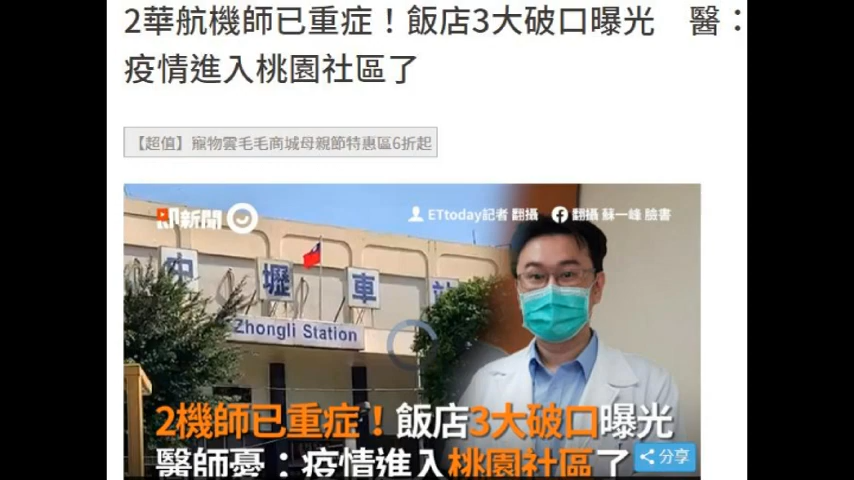 2華航機師已重症！飯店3大破口曝光　醫：
疫情進入桃園社區了
【超值】寵物雲毛毛商城母親節特惠區6折起
即新聞
ETtoday記者 翻攝
翻攝 蘇一峰 臉書
中壢車站
Zhongli Station
2機師已重症！飯店3大破口曝光
醫師憂：疫情進入桃園社區了
分享